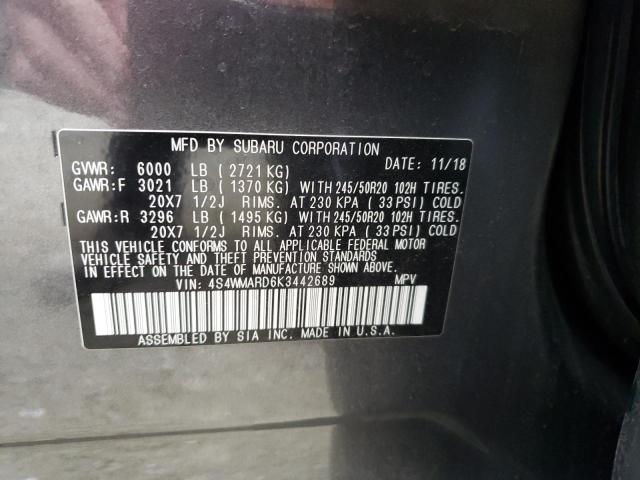 MFD BY SUBARU CORPORATION
GVWR: 6000 LB (2721 KG) DATE: 11/18
GAWR:F 3021 LB (1370 KG) WITH 245/50R20 102H TIRES.
20X7 1/2J RIMS. AT 230 KPA (33 PSI) COLD
GAWR:R 3296 LB (1495 KG) WITH 245/50R20 102H TIRES.
20X7 1/2J RIMS. AT 230 KPA (33 PSI) COLD
THIS VEHICLE CONFORMS TO ALL APPLICABLE FEDERAL MOTOR
VEHICLE SAFETY AND THEFT PREVENTION STANDARDS
IN EFFECT ON THE DATE OF MANUFACTURE SHOWN ABOVE.
VIN: 4S4WMARD6K3442689 MPV
ASSEMBLED BY SIA INC. MADE IN U.S.A.